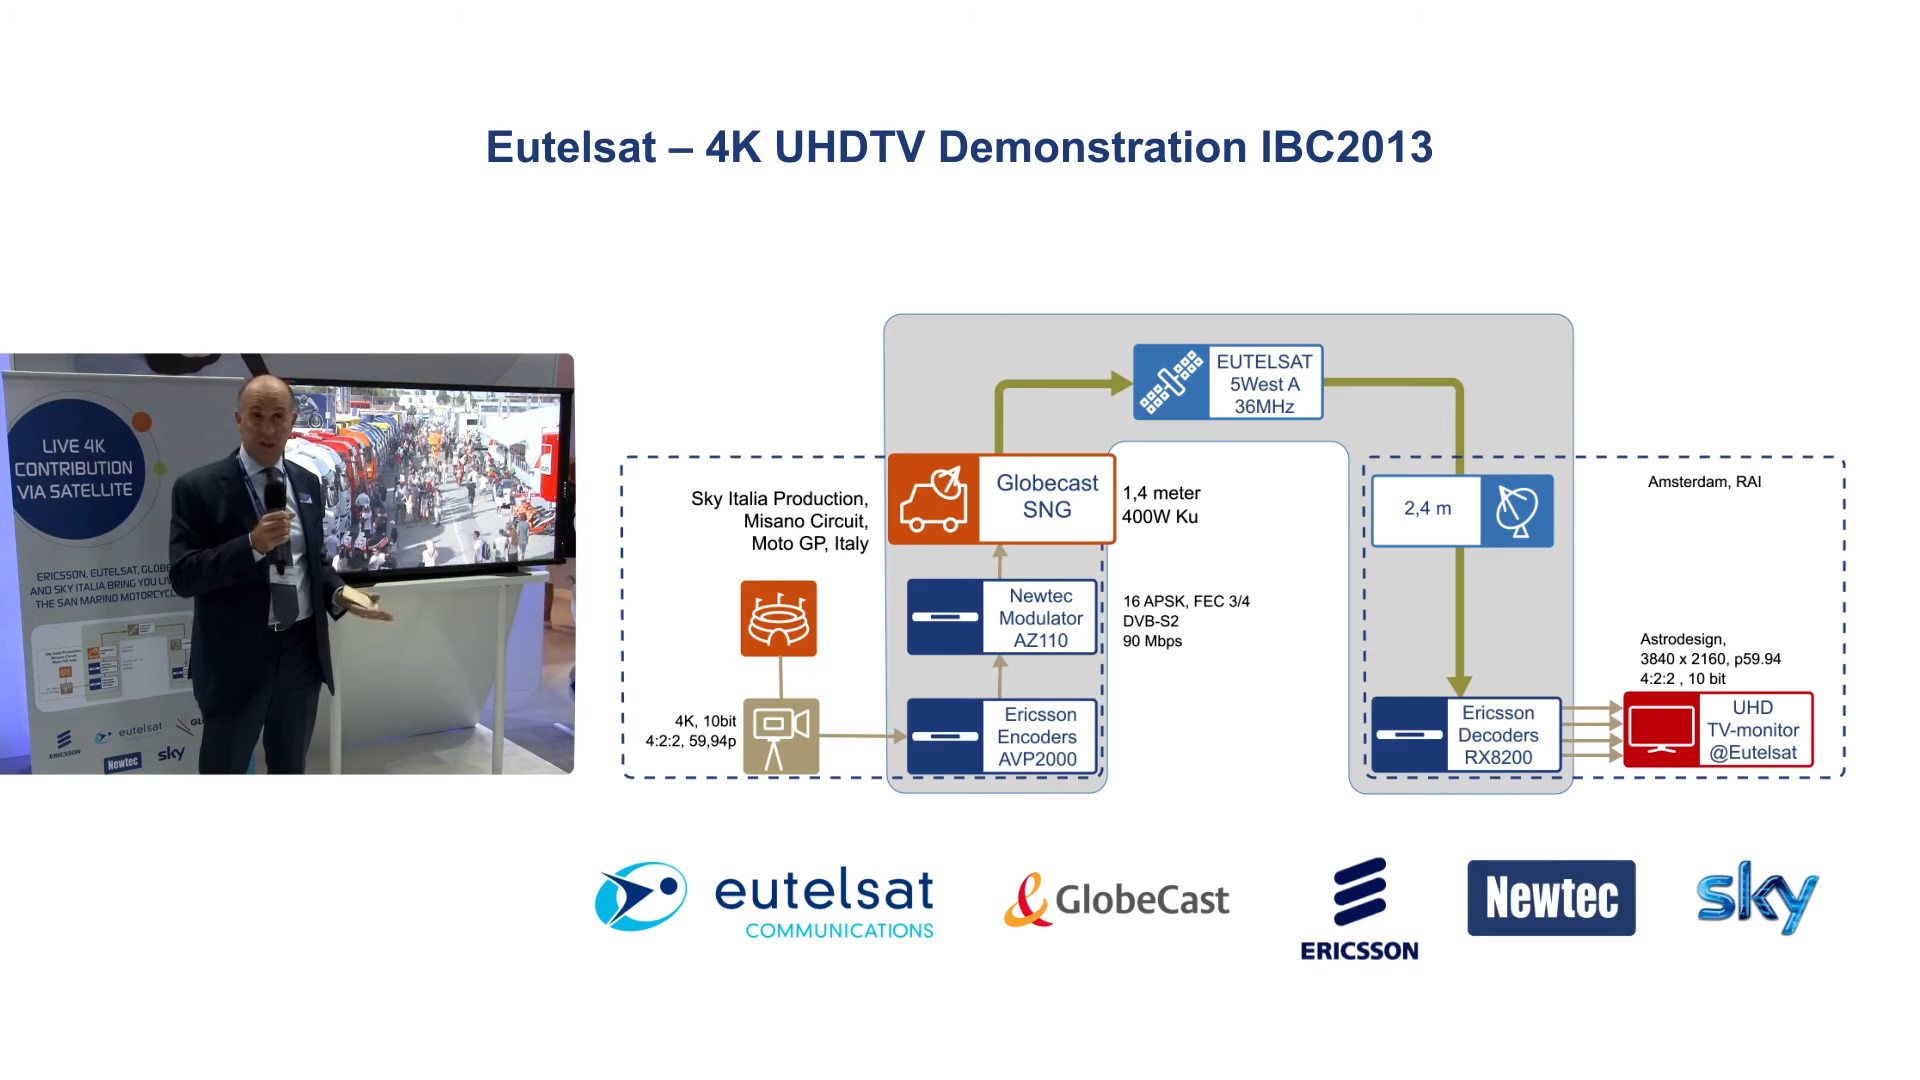 Eutelsat – 4K UHDTV Demonstration IBC2013
LIVE 4K
CONTRIBUTION
VIA SATELLITE
ERICSSON, EUTELSAT, GLOBE
AND SKY ITALIA BRING YOU
THE SAN MARINO
ERICSSON
eutelsat
Newtec
sky
EUTELSAT
5West A
36MHz
Sky Italia Production,
Misano Circuit,
Moto GP, Italy
Globecast
SNG
1,4 meter
400W Ku
2,4 m
Amsterdam, RAI
Newtec
Modulator
AZ110
16 APSK, FEC 3/4
DVB-S2
90 Mbps
4K, 10bit
4:2:2, 59,94p
Ericsson
Encoders
AVP2000
Ericsson
Decoders
RX8200
Astrodesign,
3840 x 2160, p59.94
4:2:2 , 10 bit
UHD
TV-monitor
@Eutelsat
eutelsat
COMMUNICATIONS
GlobeCast
ERICSSON
Newtec
sky